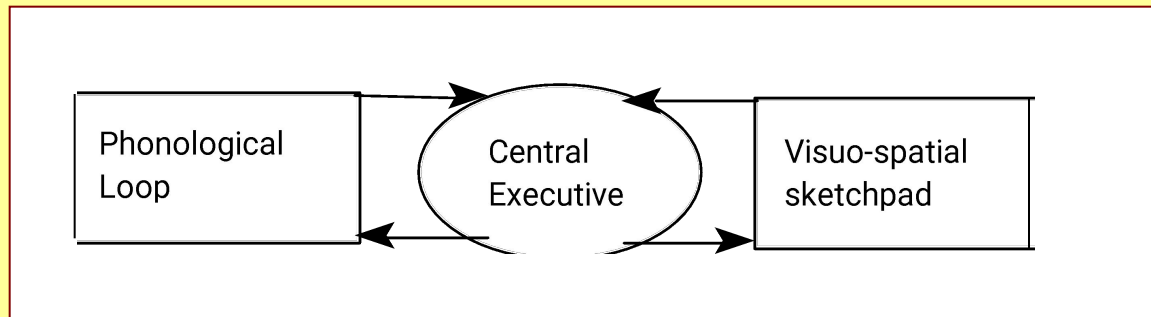 Phonological
Loop
Central
Executive
Visuo-spatial
sketchpad